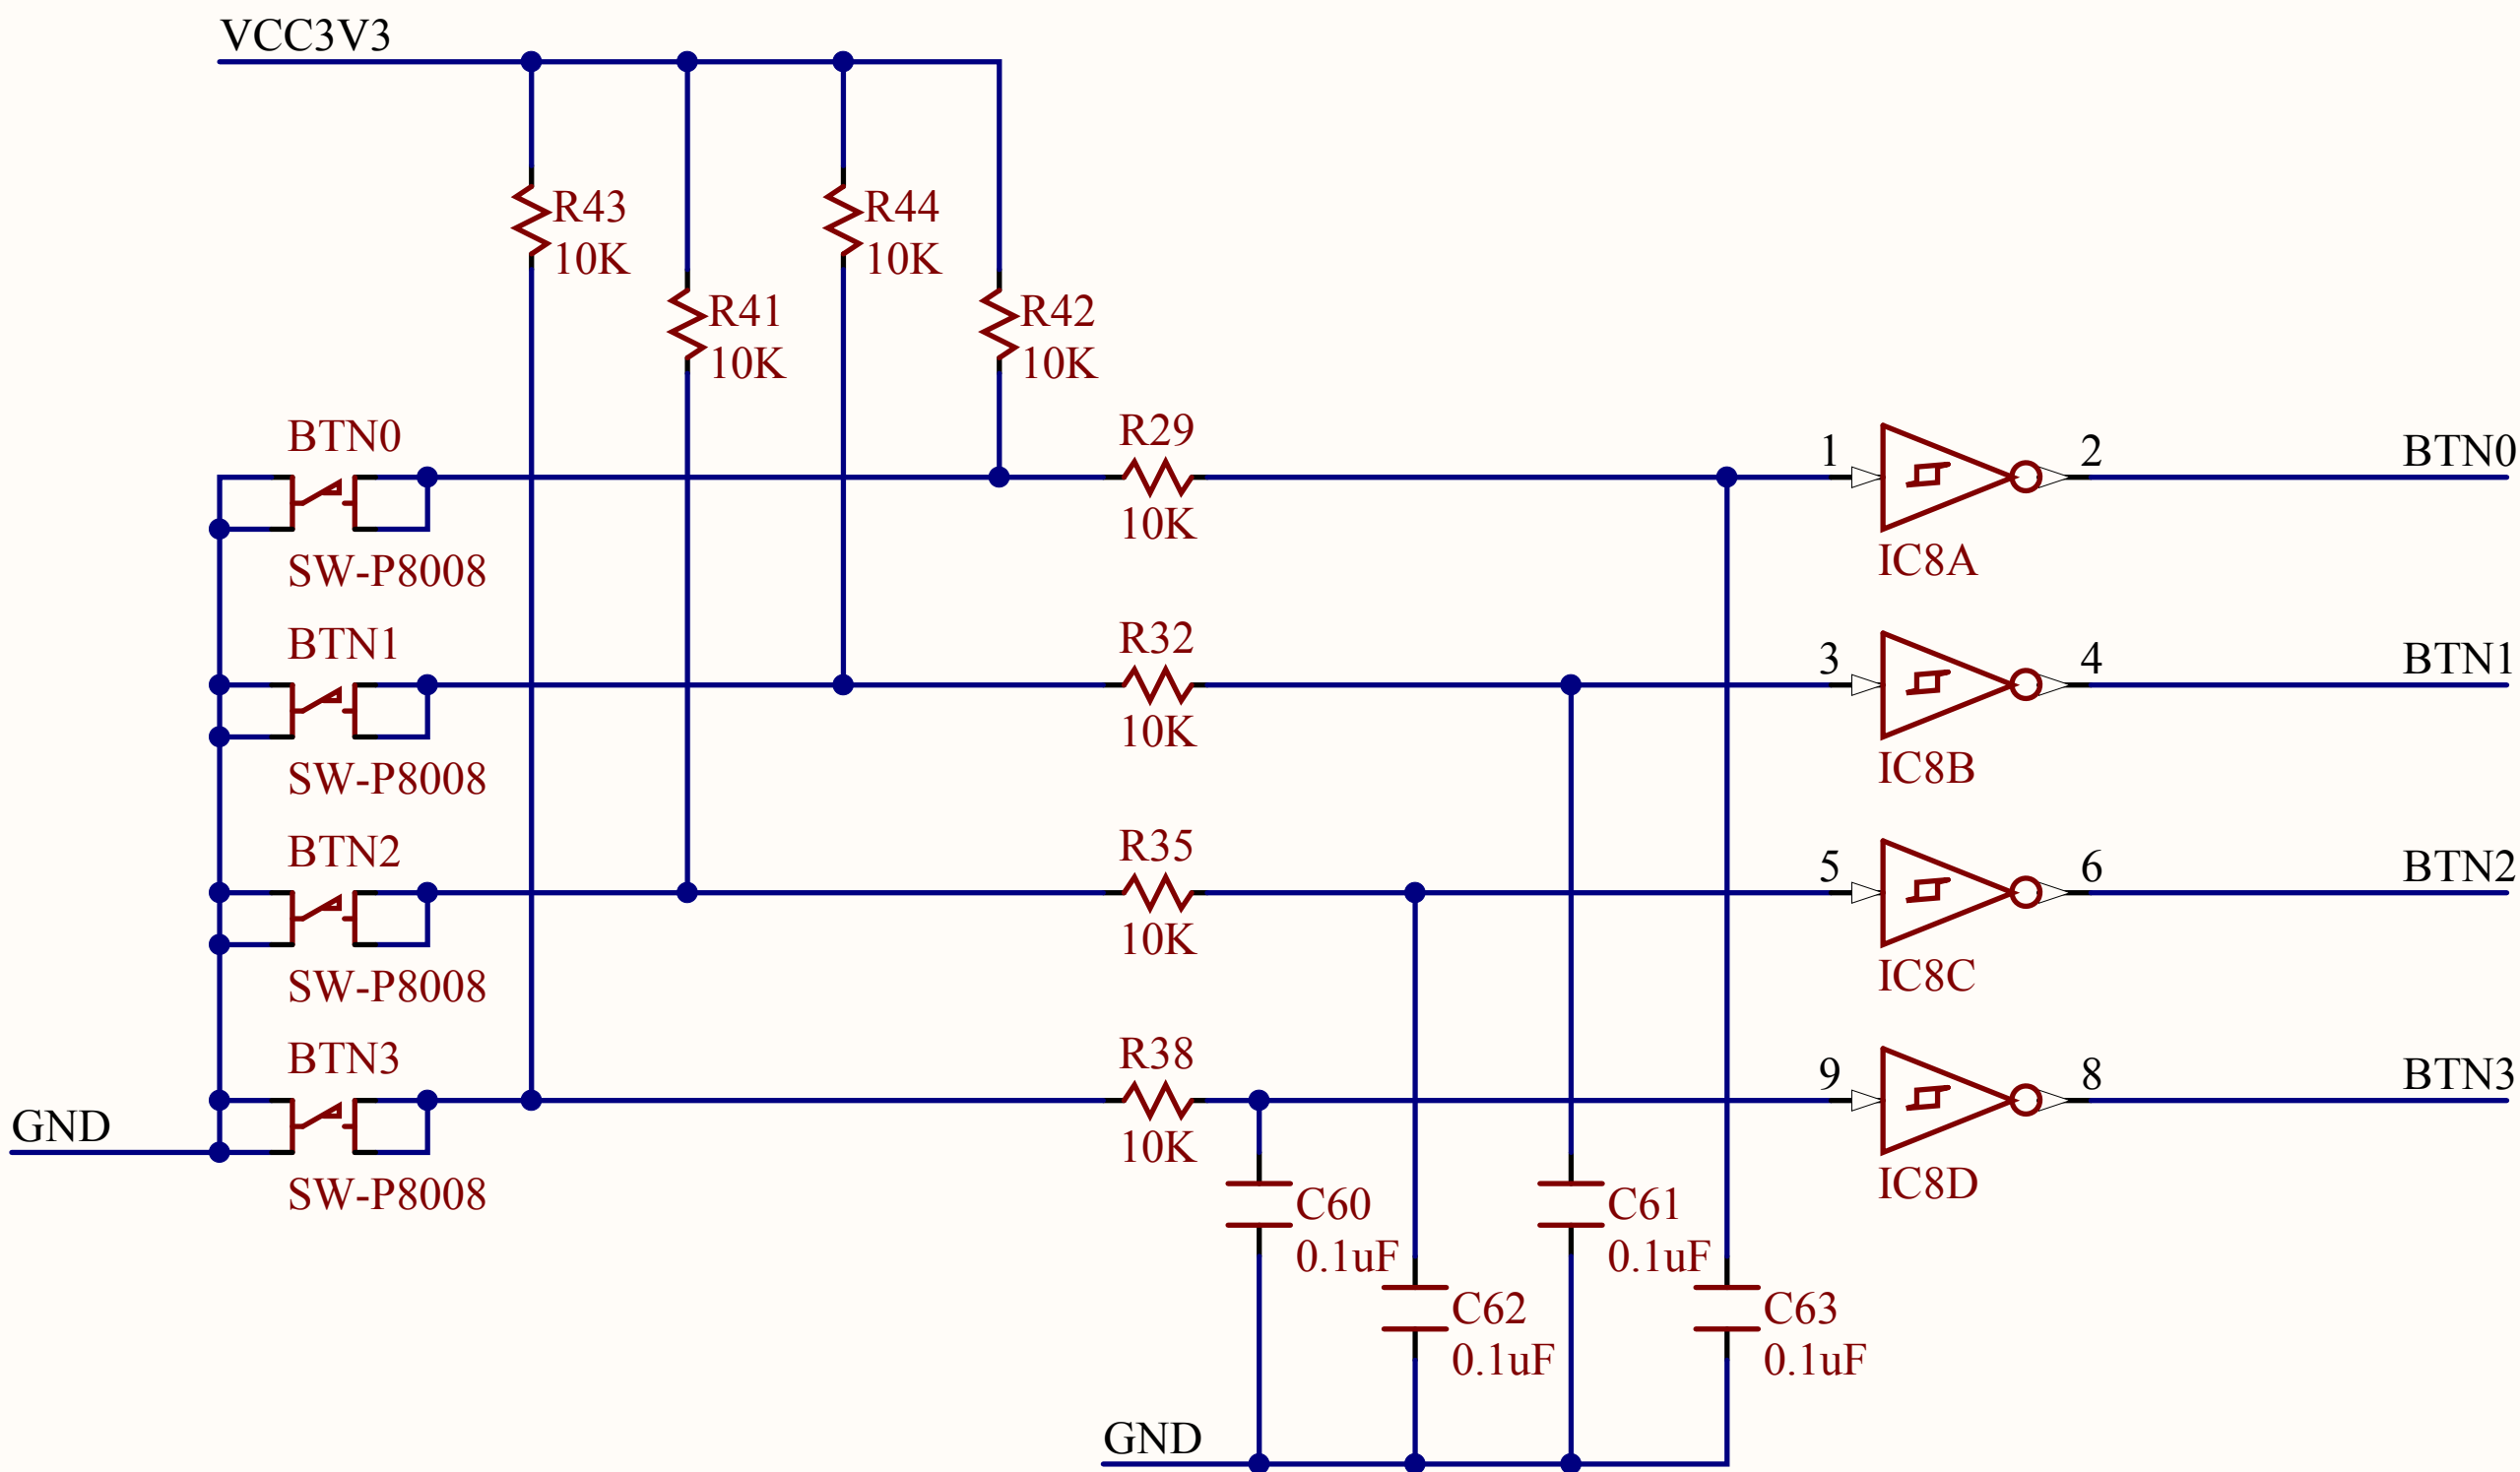 VCC3V3
R43
10K
R44
10K
R41
10K
R42
10K
BTN0
SW-P8008
R29
10K
1
2
IC8A
BTN0
BTN1
SW-P8008
R32
10K
3
4
IC8B
BTN1
BTN2
SW-P8008
R35
10K
5
6
IC8C
BTN2
BTN3
SW-P8008
GND
R38
10K
9
8
IC8D
BTN3
C60
0.1uF
C61
0.1uF
C62
0.1uF
C63
0.1uF
GND